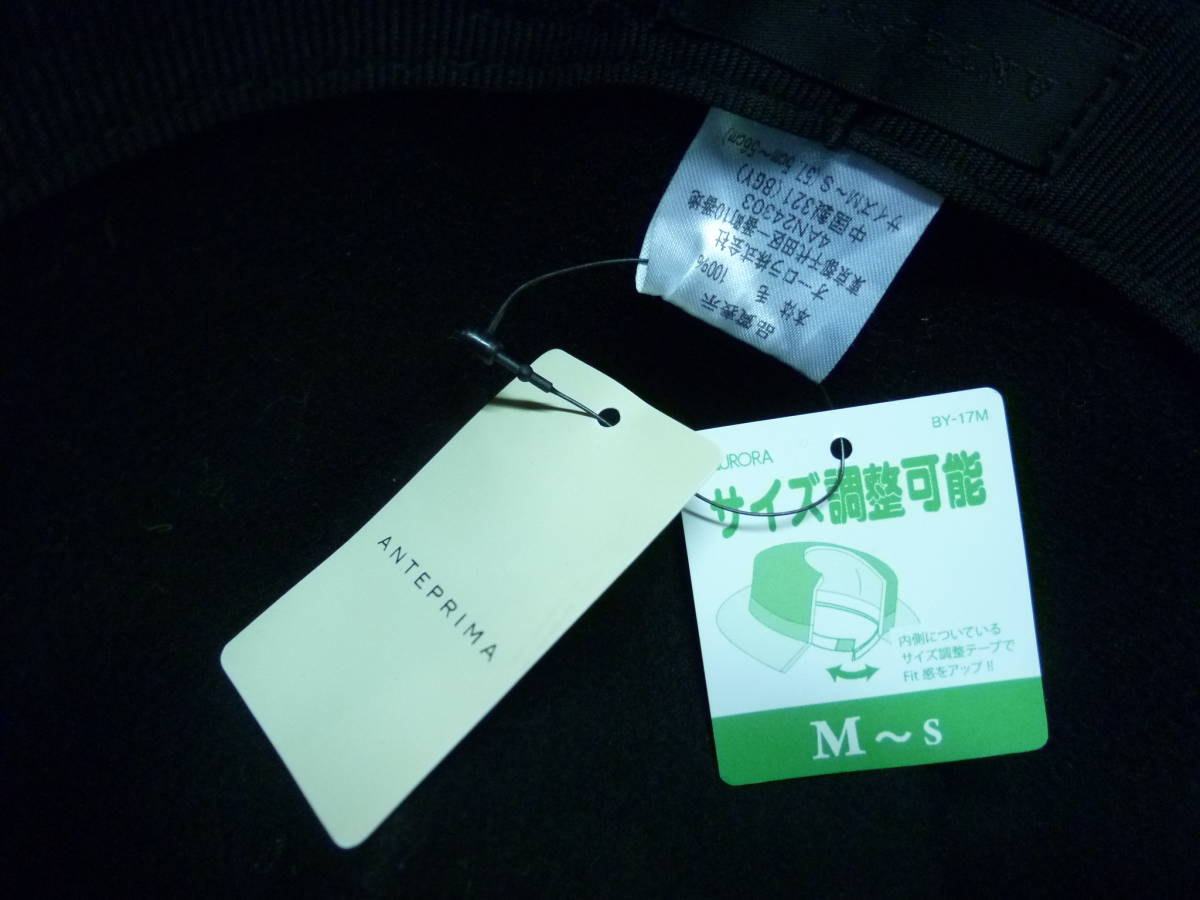 品質表示
本体 毛 100%
オーロラ株式会社
東京都千代田区一番町10番地
4AN24303
中国製 321 (BGY)
サイズM~S (57.5cm~56cm)
ANTEPRIMA
BY-17M
サイズ調整可能
内側についている
サイズ調整テープで
Fit 感をアップ!!
M~s